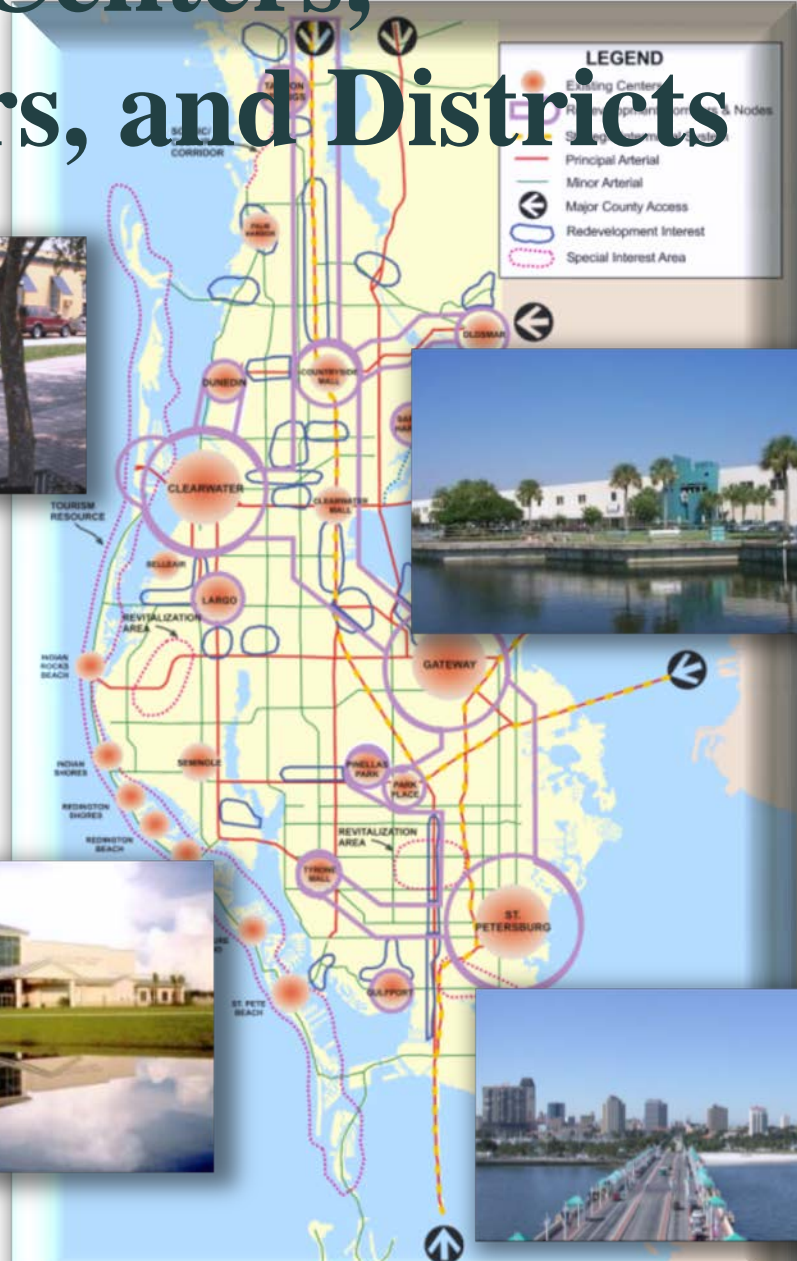 Centers,
rs, and Districts
LEGEND
Existing Centers
& Nodes
Principal Arterial
Minor Arterial
Major County Access
Redevelopment Interest
Special Interest Area
CORRIDOR
PALM
HARBOR
OLDSMAR
COUNTRYSIDE
MALL
DUNEDIN
CLEARWATER
CLEARWATER
MALL
TOURISM
RESOURCE
BELLEAIR
LARGO
REVITALIZATION
AREA
GATEWAY
INDIAN
ROCKS
BEACH
INDIAN
SHORES
SEMINOLE
PINELLAS
PARK
PARK
PLACE
REDINGTON
SHORES
REDINGTON
BEACH
REVITALIZATION
AREA
TYRONE
MALL
ST.
PETERSBURG
GULFPORT
ST. PETE
BEACH